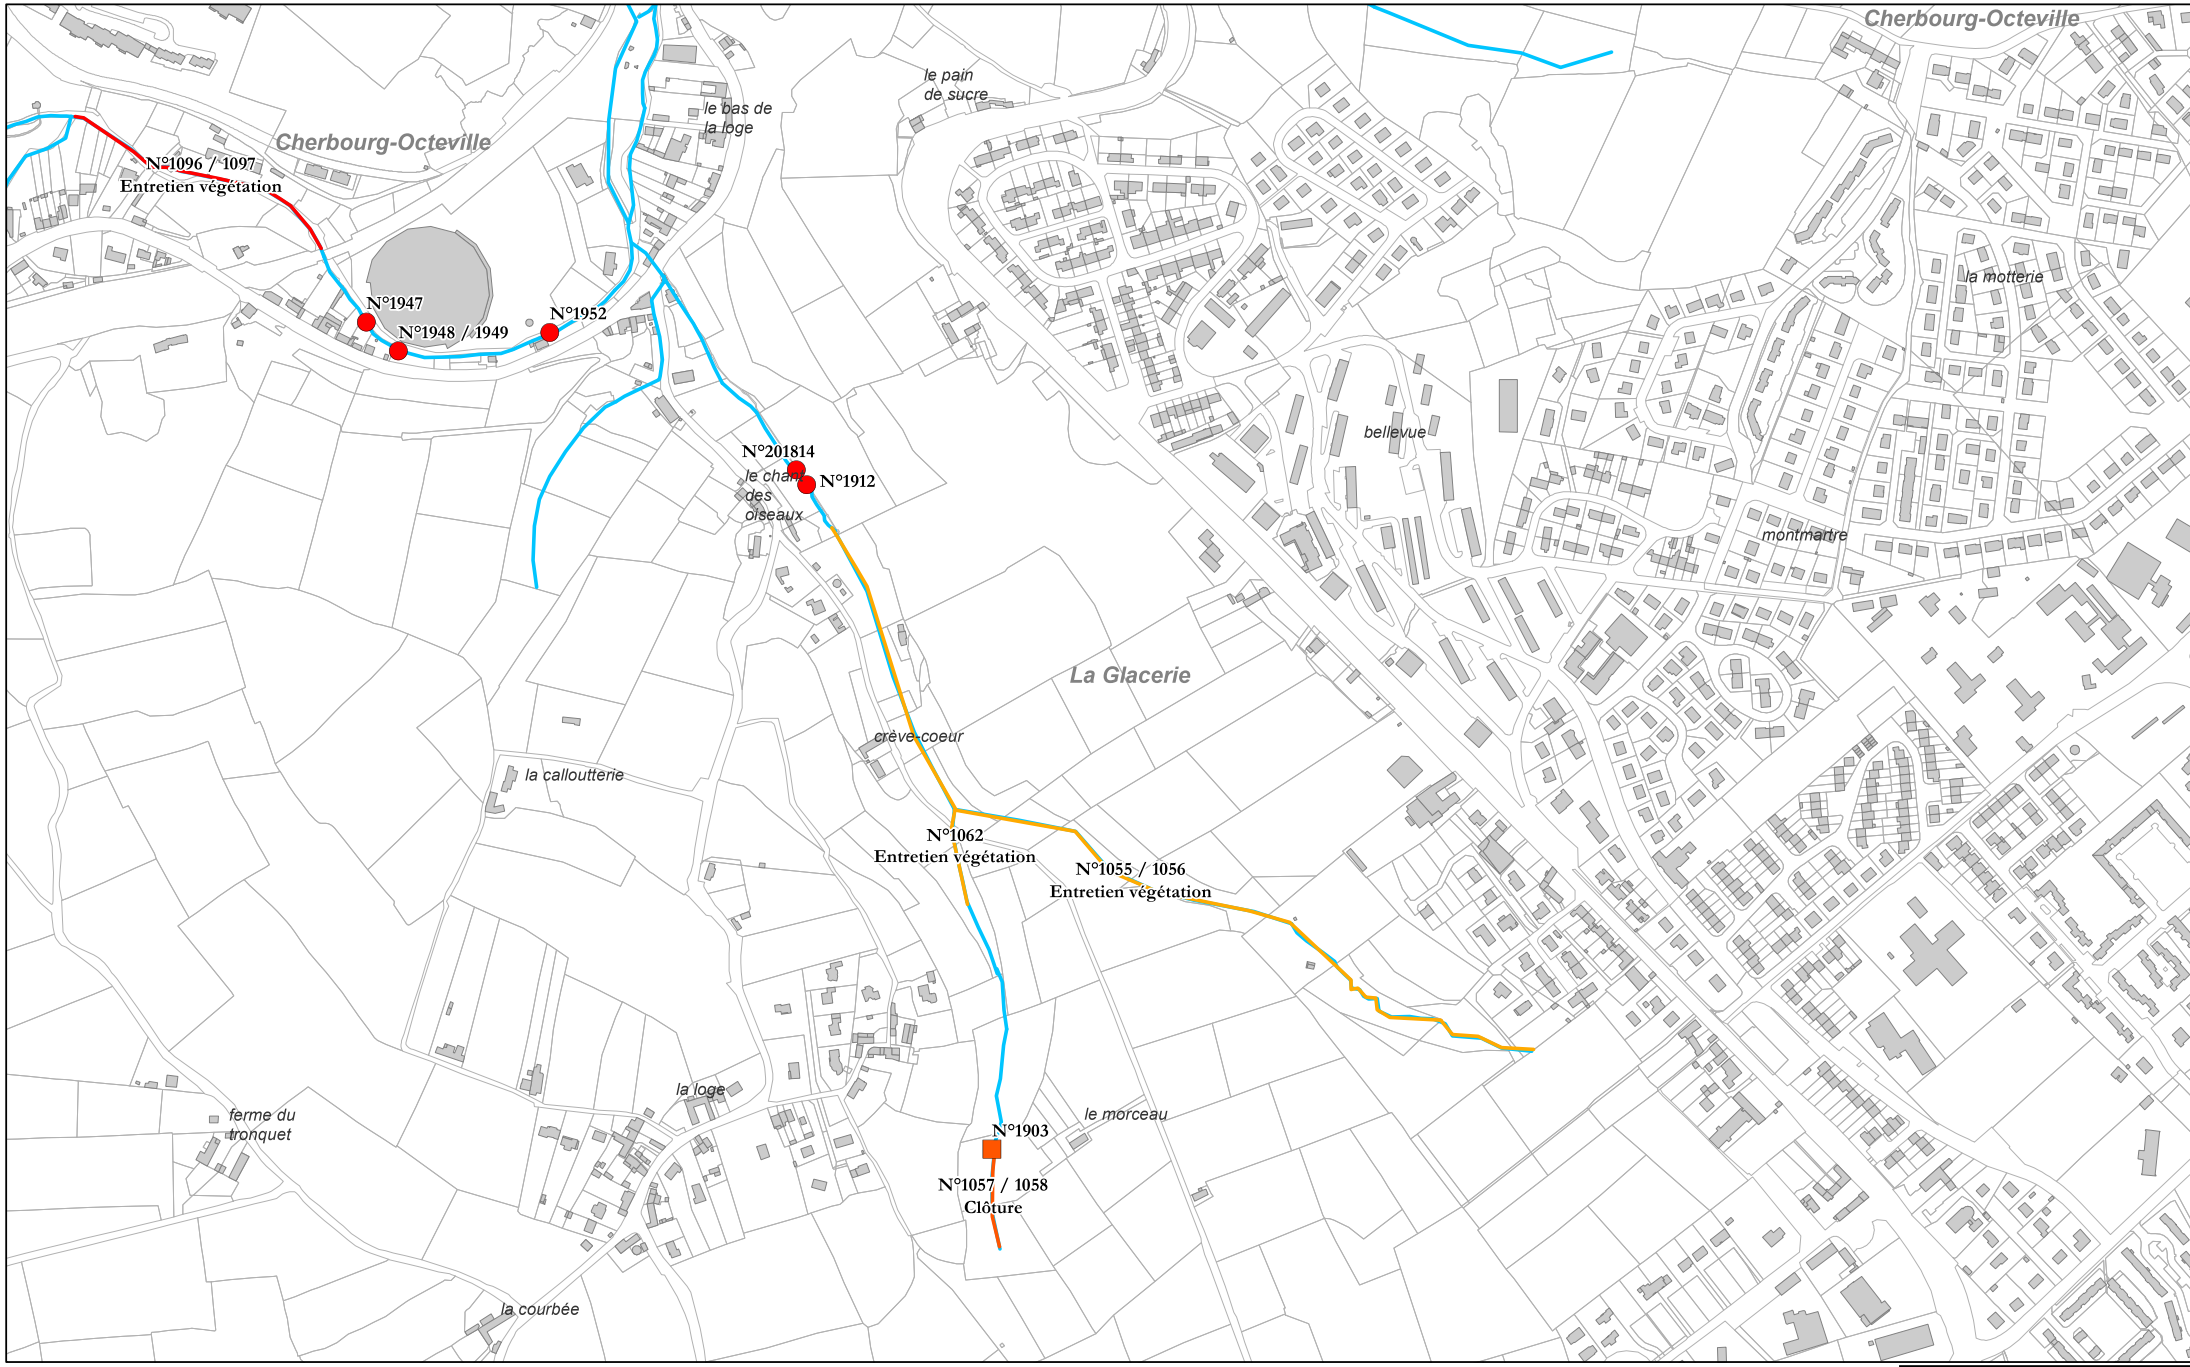 Cherbourg-Octeville
le pain
de sucre
le bas de
la loge
Cherbourg-Octeville
N°1096 / 1097
Entretien végétation
la motterie
N°1947
N°1948 / 1949
N°1952
bellevue
N°201814
le chant
des
oiseaux
N°1912
montmartre
La Glacerie
crève-coeur
la calloutterie
N°1062
Entretien végétation
N°1055 / 1056
Entretien végétation
la loge
ferme du
tronquet
le morceau
N°1903
N°1057 / 1058
Clôture
la courbée